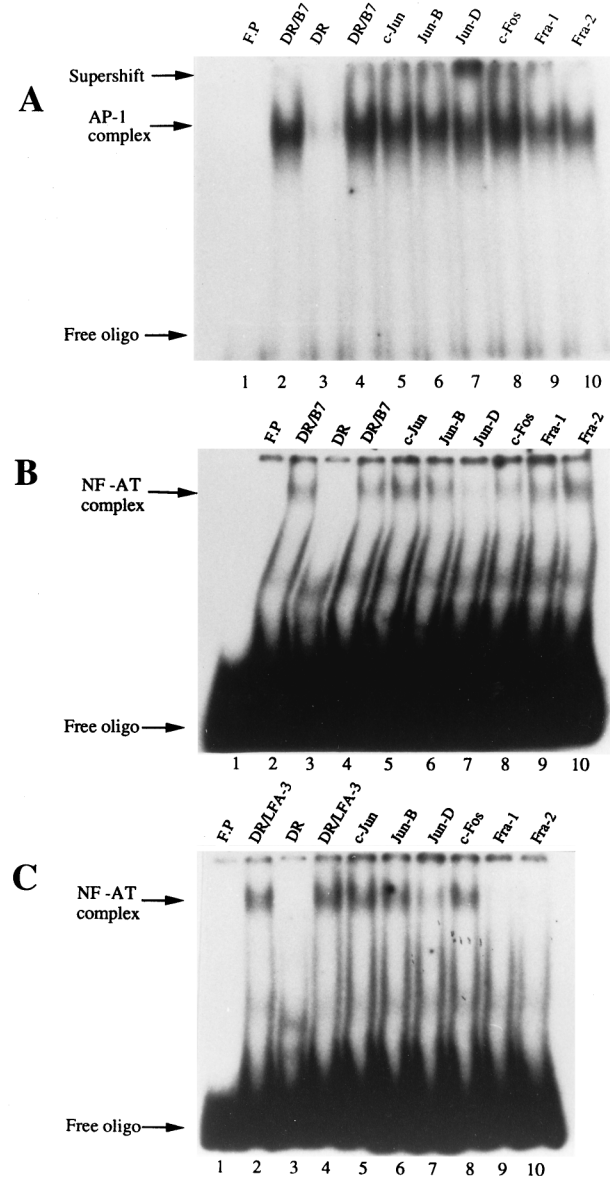 F.P DR/B7 DR DR/B7 c-Jun Jun-B Jun-D c-Fos Fra-1 Fra-2
A
Supershift
AP-1
complex
Free oligo
1 2 3 4 5 6 7 8 9 10
F.P DR/B7 DR DR/B7 c-Jun Jun-B Jun-D c-Fos Fra-1 Fra-2
B
NF -AT
complex
Free oligo
1 2 3 4 5 6 7 8 9 10
F.P DR/LFA-3 DR DR/LFA-3 c-Jun Jun-B Jun-D c-Fos Fra-1 Fra-2
C
NF -AT
complex
Free oligo
1 2 3 4 5 6 7 8 9 10